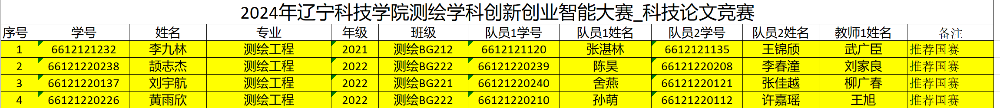 2024年辽宁科技学院测绘学科创新创业智能大赛_科技论文竞赛
序号 学号 姓名 专业 年级 班级 队员1学号 队员1姓名 队员2学号 队员2姓名 教师1姓名 备注
1 6612121232 李九林 测绘工程 2021 测绘BG212 6612121120 张湛林 6612121135 王锦颀 武广臣 推荐国赛
2 66121220238 颉志杰 测绘工程 2022 测绘BG222 66121220239 陈昊 66121220208 李春潼 刘家良 推荐国赛
3 66121220137 刘宇航 测绘工程 2022 测绘BG221 66121220240 舍燕 66121220121 张佳越 柳广春 推荐国赛
4 66121220226 黄雨欣 测绘工程 2022 测绘BG222 66121220210 孙萌 66121220112 许嘉瑶 王旭 推荐国赛